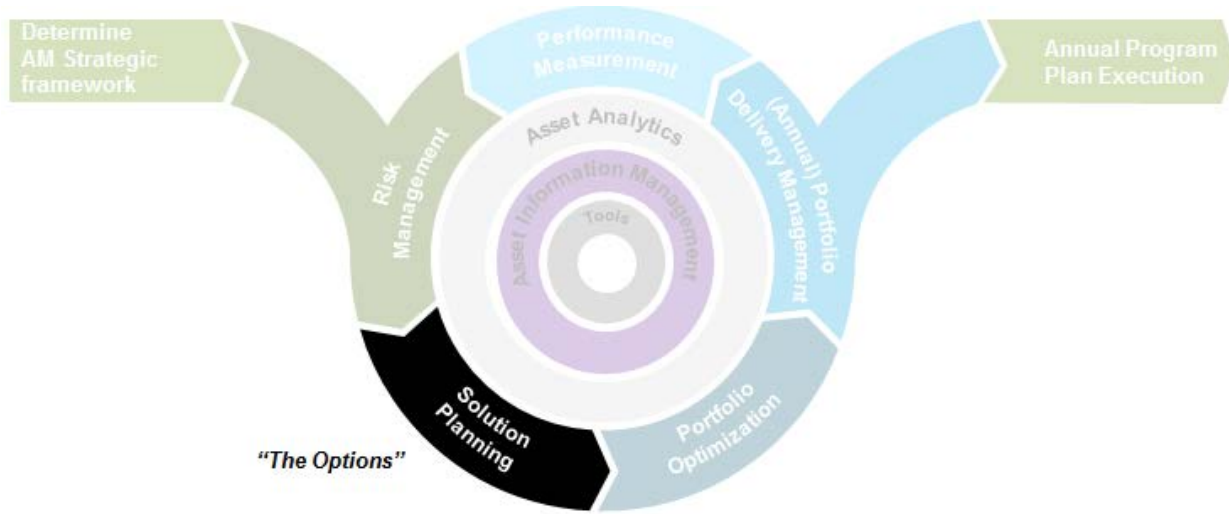 Determine
AM Strategic
framework
Performance
Measurement
Annual Program
Plan Execution
(Annual) Portfolio
Delivery Management
Asset Analytics
Risk
Management
Asset Information Management
Tools
Solution
Planning
Portfolio
Optimization
“The Options”